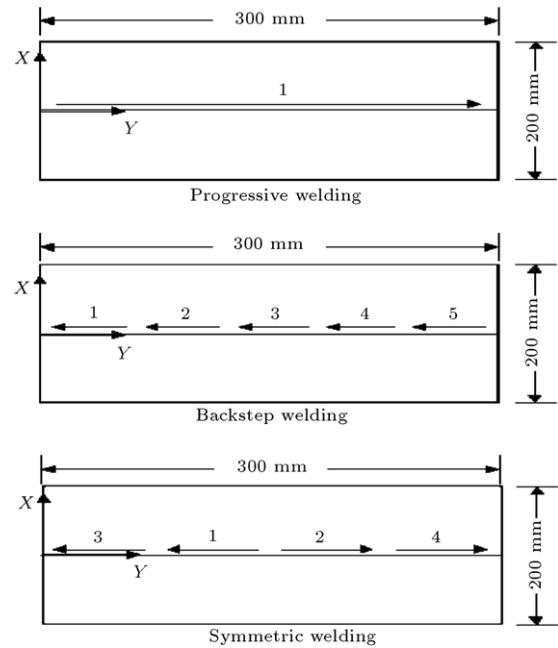 300 mm
X
1
Y
200 mm
Progressive welding
300 mm
X
1 2 3 4 5
Y
200 mm
Backstep welding
300 mm
X
3 1 2 4
Y
200 mm
Symmetric welding